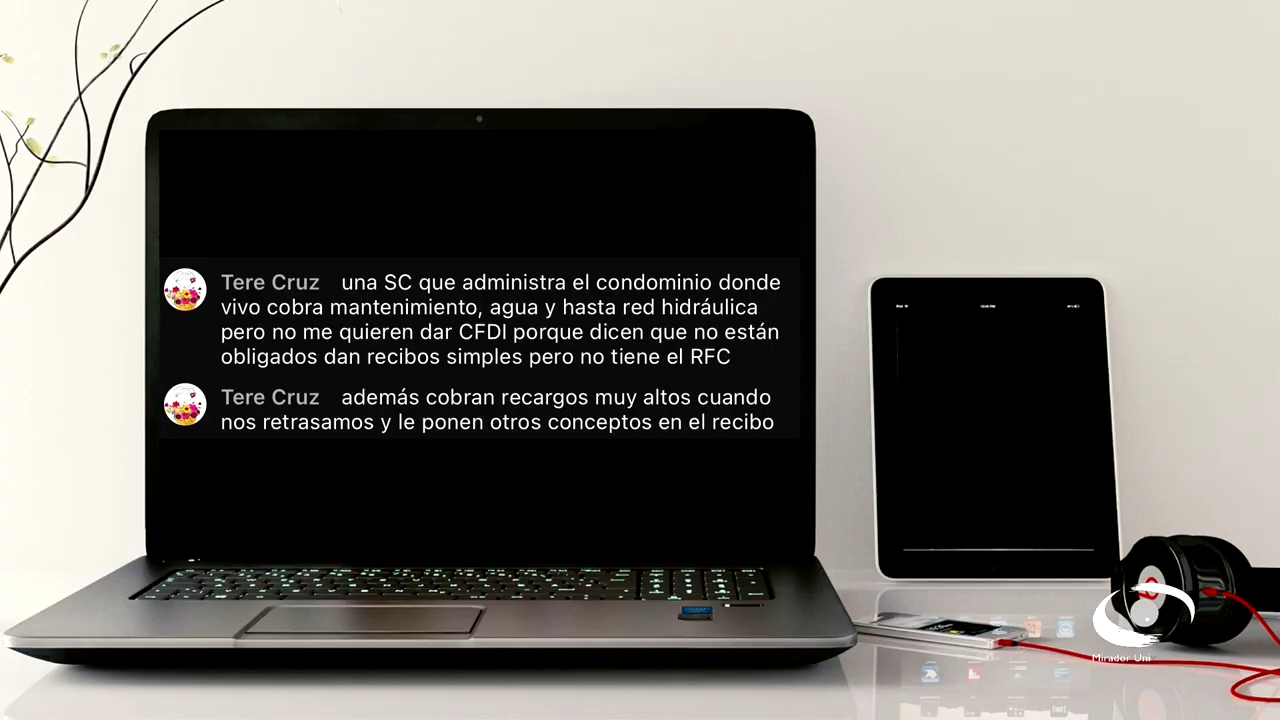 Tere Cruz una SC que administra el condominio donde
vivo cobra mantenimiento, agua y hasta red hidráulica
pero no me quieren dar CFDI porque dicen que no están
obligados dan recibos simples pero no tiene el RFC
Tere Cruz además cobran recargos muy altos cuando
nos retrasamos y le ponen otros conceptos en el recibo
Mirador Uni